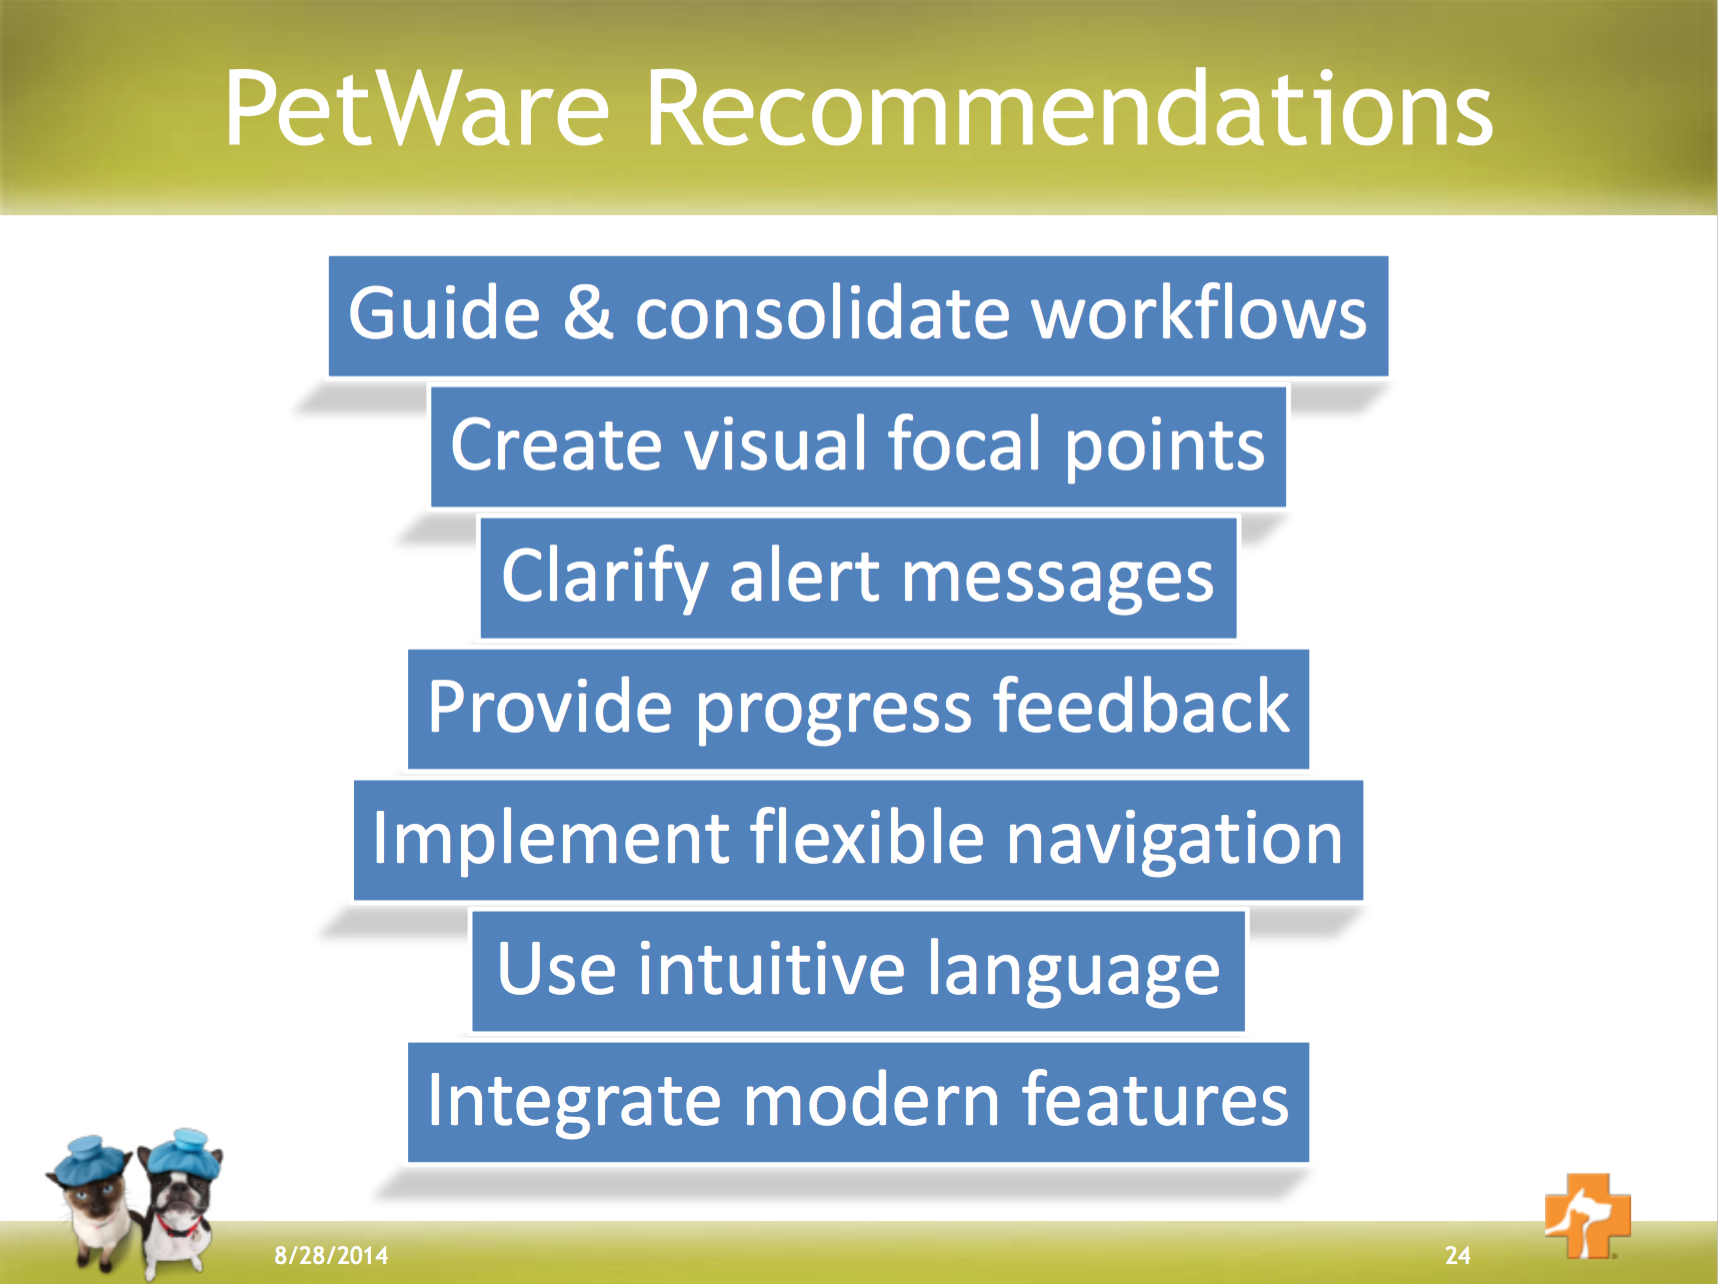 PetWare Recommendations
Guide & consolidate workflows
Create visual focal points
Clarify alert messages
Provide progress feedback
Implement flexible navigation
Use intuitive language
Integrate modern features
8/28/2014
24